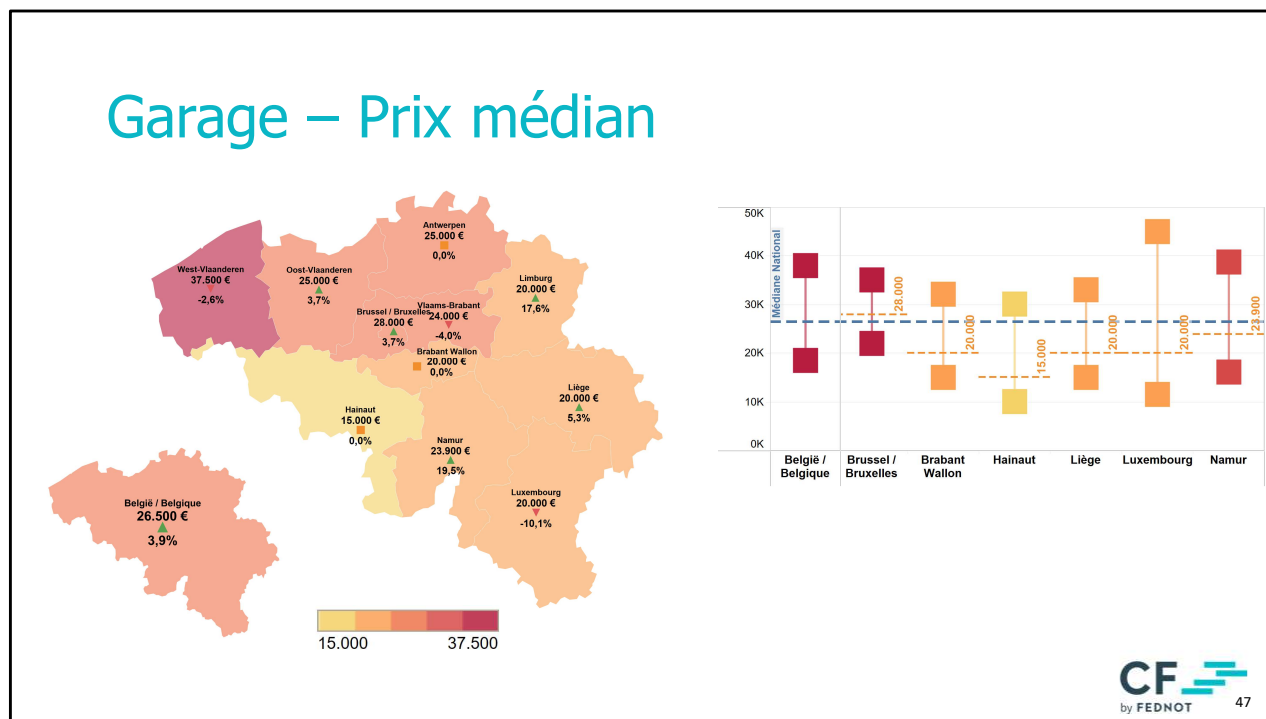 Garage – Prix médian
Antwerpen
25.000 €
0,0%
West-Vlaanderen
37.500 €
-2,6%
Oost-Vlaanderen
25.000 €
3,7%
Limburg
20.000 €
17,6%
Brussel / Bruxelles
28.000 €
3,7%
Vlaams-Brabant
24.000 €
-4,0%
Brabant Wallon
20.000 €
0,0%
Liège
20.000 €
5,3%
Hainaut
15.000 €
0,0%
Namur
23.900 €
19,5%
Luxembourg
20.000 €
-10,1%
België / Belgique
26.500 €
3,9%
15.000
37.500
50K
40K
30K
20K
10K
0K
Médiane National
28.000
20.000
15.000
20.000
20.000
23.900
België /
Belgique
Brussel /
Bruxelles
Brabant
Wallon
Hainaut
Liège
Luxembourg
Namur
CF
by FEDNOT
47